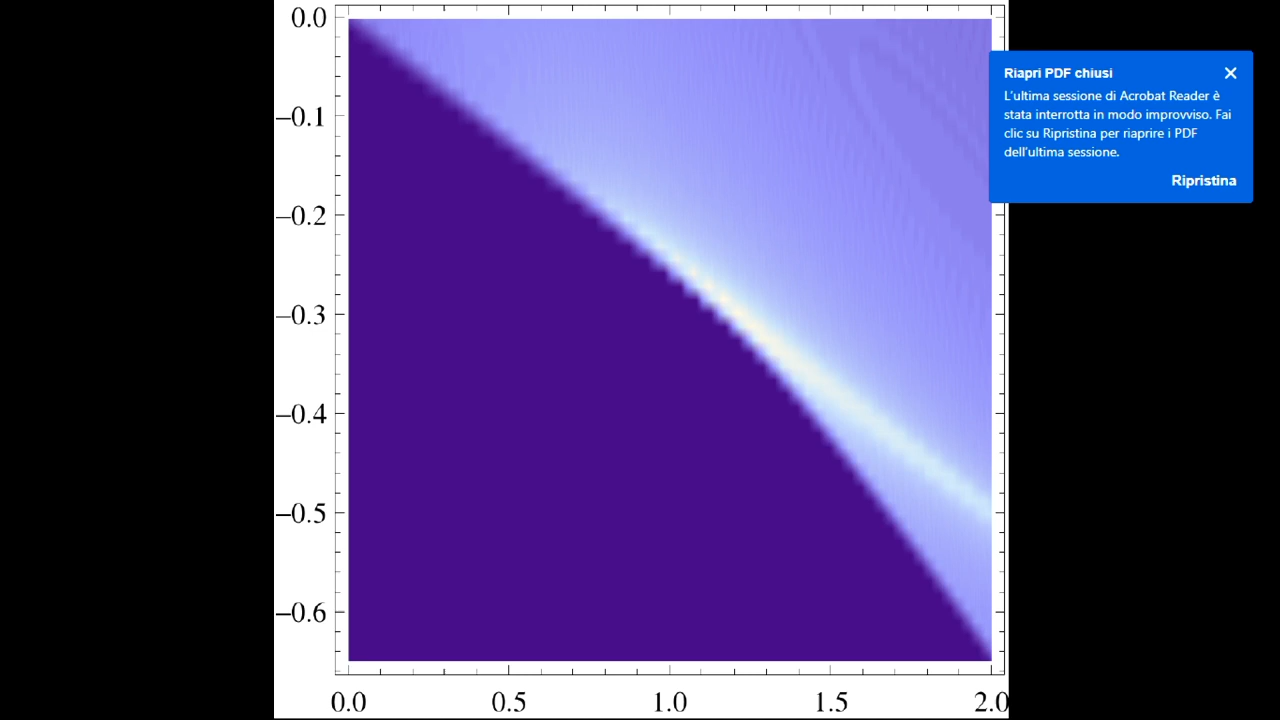 0.0
−0.1
−0.2
−0.3
−0.4
−0.5
−0.6
0.0 0.5 1.0 1.5 2.0
Riapri PDF chiusi
L'ultima sessione di Acrobat Reader è
stata interrotta in modo improvviso. Fai
clic su Ripristina per riaprire i PDF
dell'ultima sessione.
Ripristina